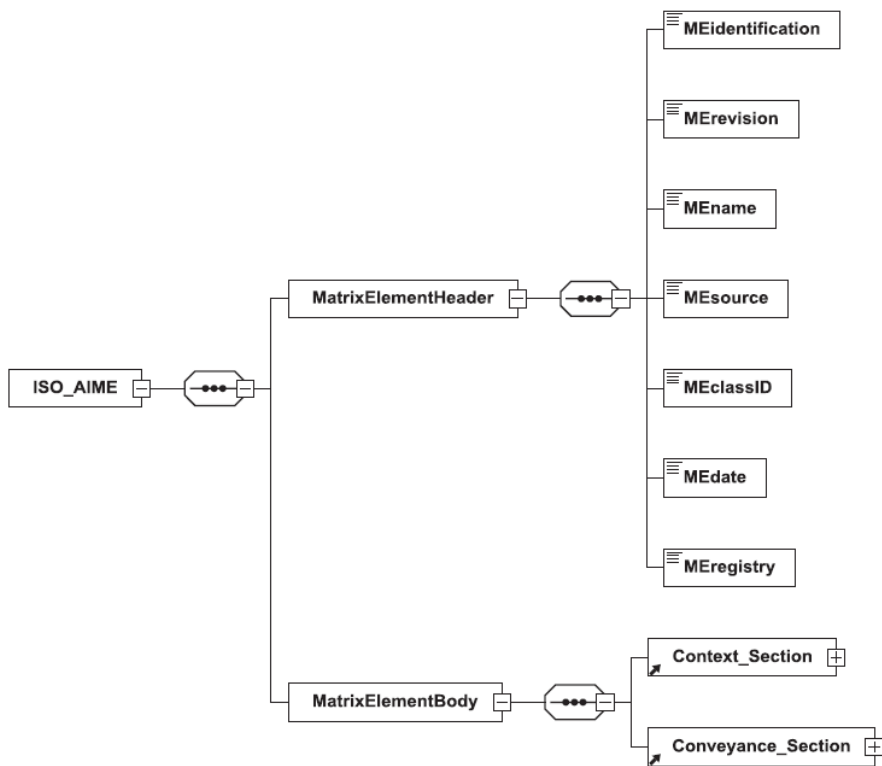 MEidentification
MErevision
MEname
MatrixElementHeader
MEsource
ISO_AIME
MEclassID
MEdate
MEregistry
Context_Section
MatrixElementBody
Conveyance_Section